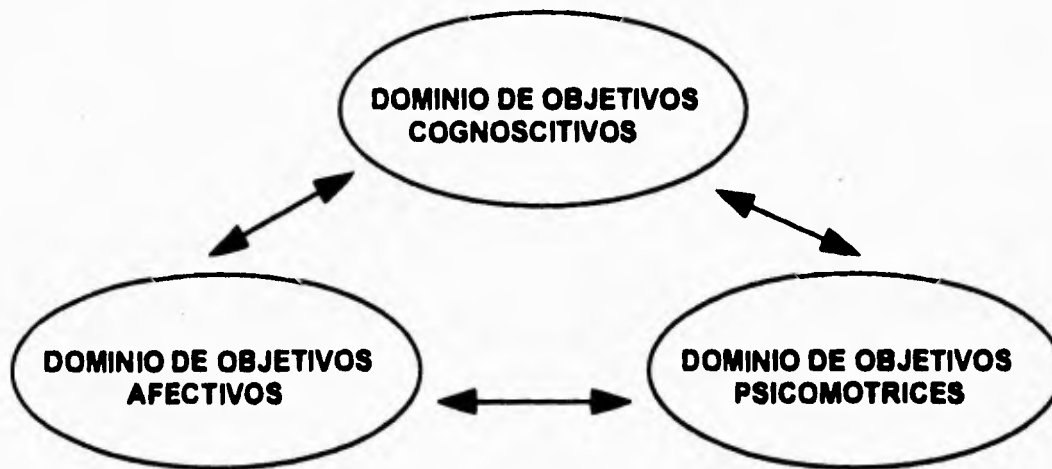 DOMINIO DE OBJETIVOS
COGNOSCITIVOS
DOMINIO DE OBJETIVOS
AFECTIVOS
DOMINIO DE OBJETIVOS
PSICOMOTRICES